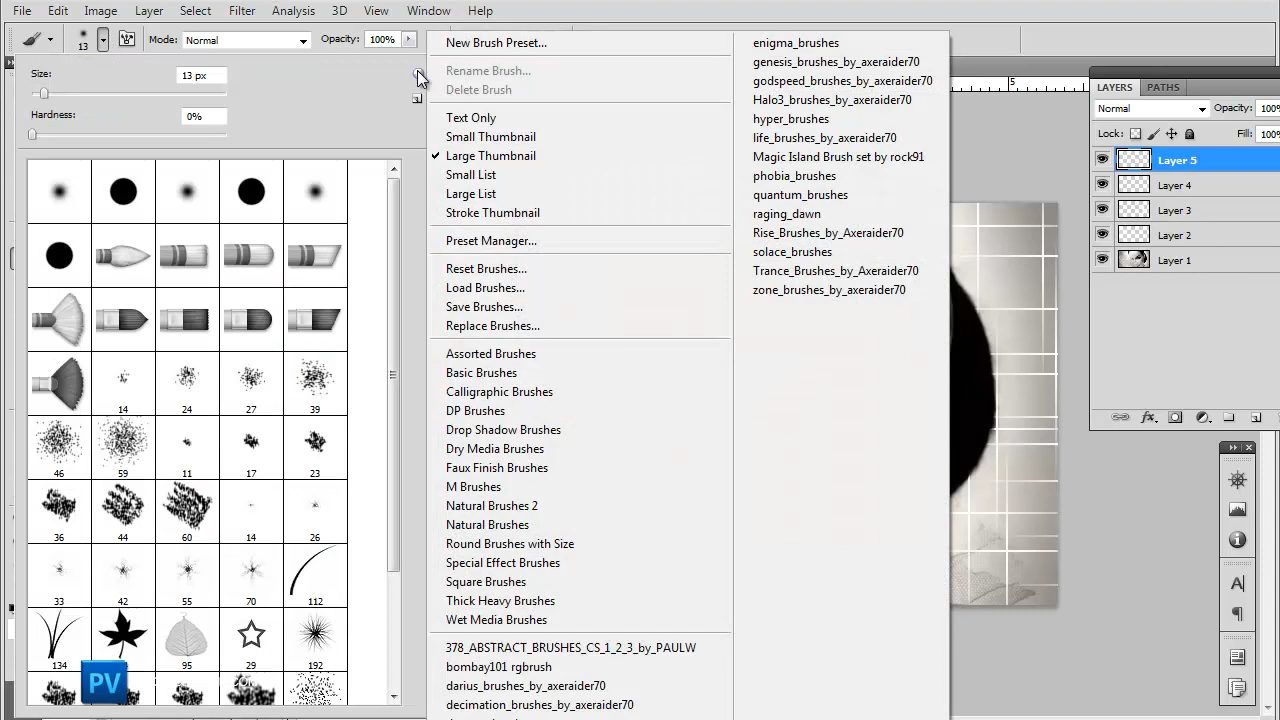 File Edit Image Layer Select Filter Analysis 3D View Window Help
13 Mode: Normal Opacity: 100%
Size: 13 px
Hardness: 0%
14 24 27 39
46 59 11 17 23
36 44 60 14 26
33 42 55 70 112
134 95 29 192
PV
New Brush Preset...
Rename Brush...
Delete Brush
Text Only
Small Thumbnail
Large Thumbnail
Small List
Large List
Stroke Thumbnail
Preset Manager...
Reset Brushes...
Load Brushes...
Save Brushes...
Replace Brushes...
Assorted Brushes
Basic Brushes
Calligraphic Brushes
DP Brushes
Drop Shadow Brushes
Dry Media Brushes
Faux Finish Brushes
M Brushes
Natural Brushes 2
Natural Brushes
Round Brushes with Size
Special Effect Brushes
Square Brushes
Thick Heavy Brushes
Wet Media Brushes
378_ABSTRACT_BRUSHES_CS_1_2_3_by_PAULW
bombay101 rgbrush
darius_brushes_by_axeraider70
decimation_brushes_by_axeraider70
enigma_brushes
genesis_brushes_by_axeraider70
godspeed_brushes_by_axeraider70
Halo3_brushes_by_axeraider70
hyper_brushes
life_brushes_by_axeraider70
Magic Island Brush set by rock91
phobia_brushes
quantum_brushes
raging_dawn
Rise_Brushes_by_Axeraider70
solace_brushes
Trance_Brushes_by_Axeraider70
zone_brushes_by_axeraider70
5
LAYERS PATHS
Normal Opacity: 100%
Lock: Fill: 100%
Layer 5
Layer 4
Layer 3
Layer 2
Layer 1
fx
A